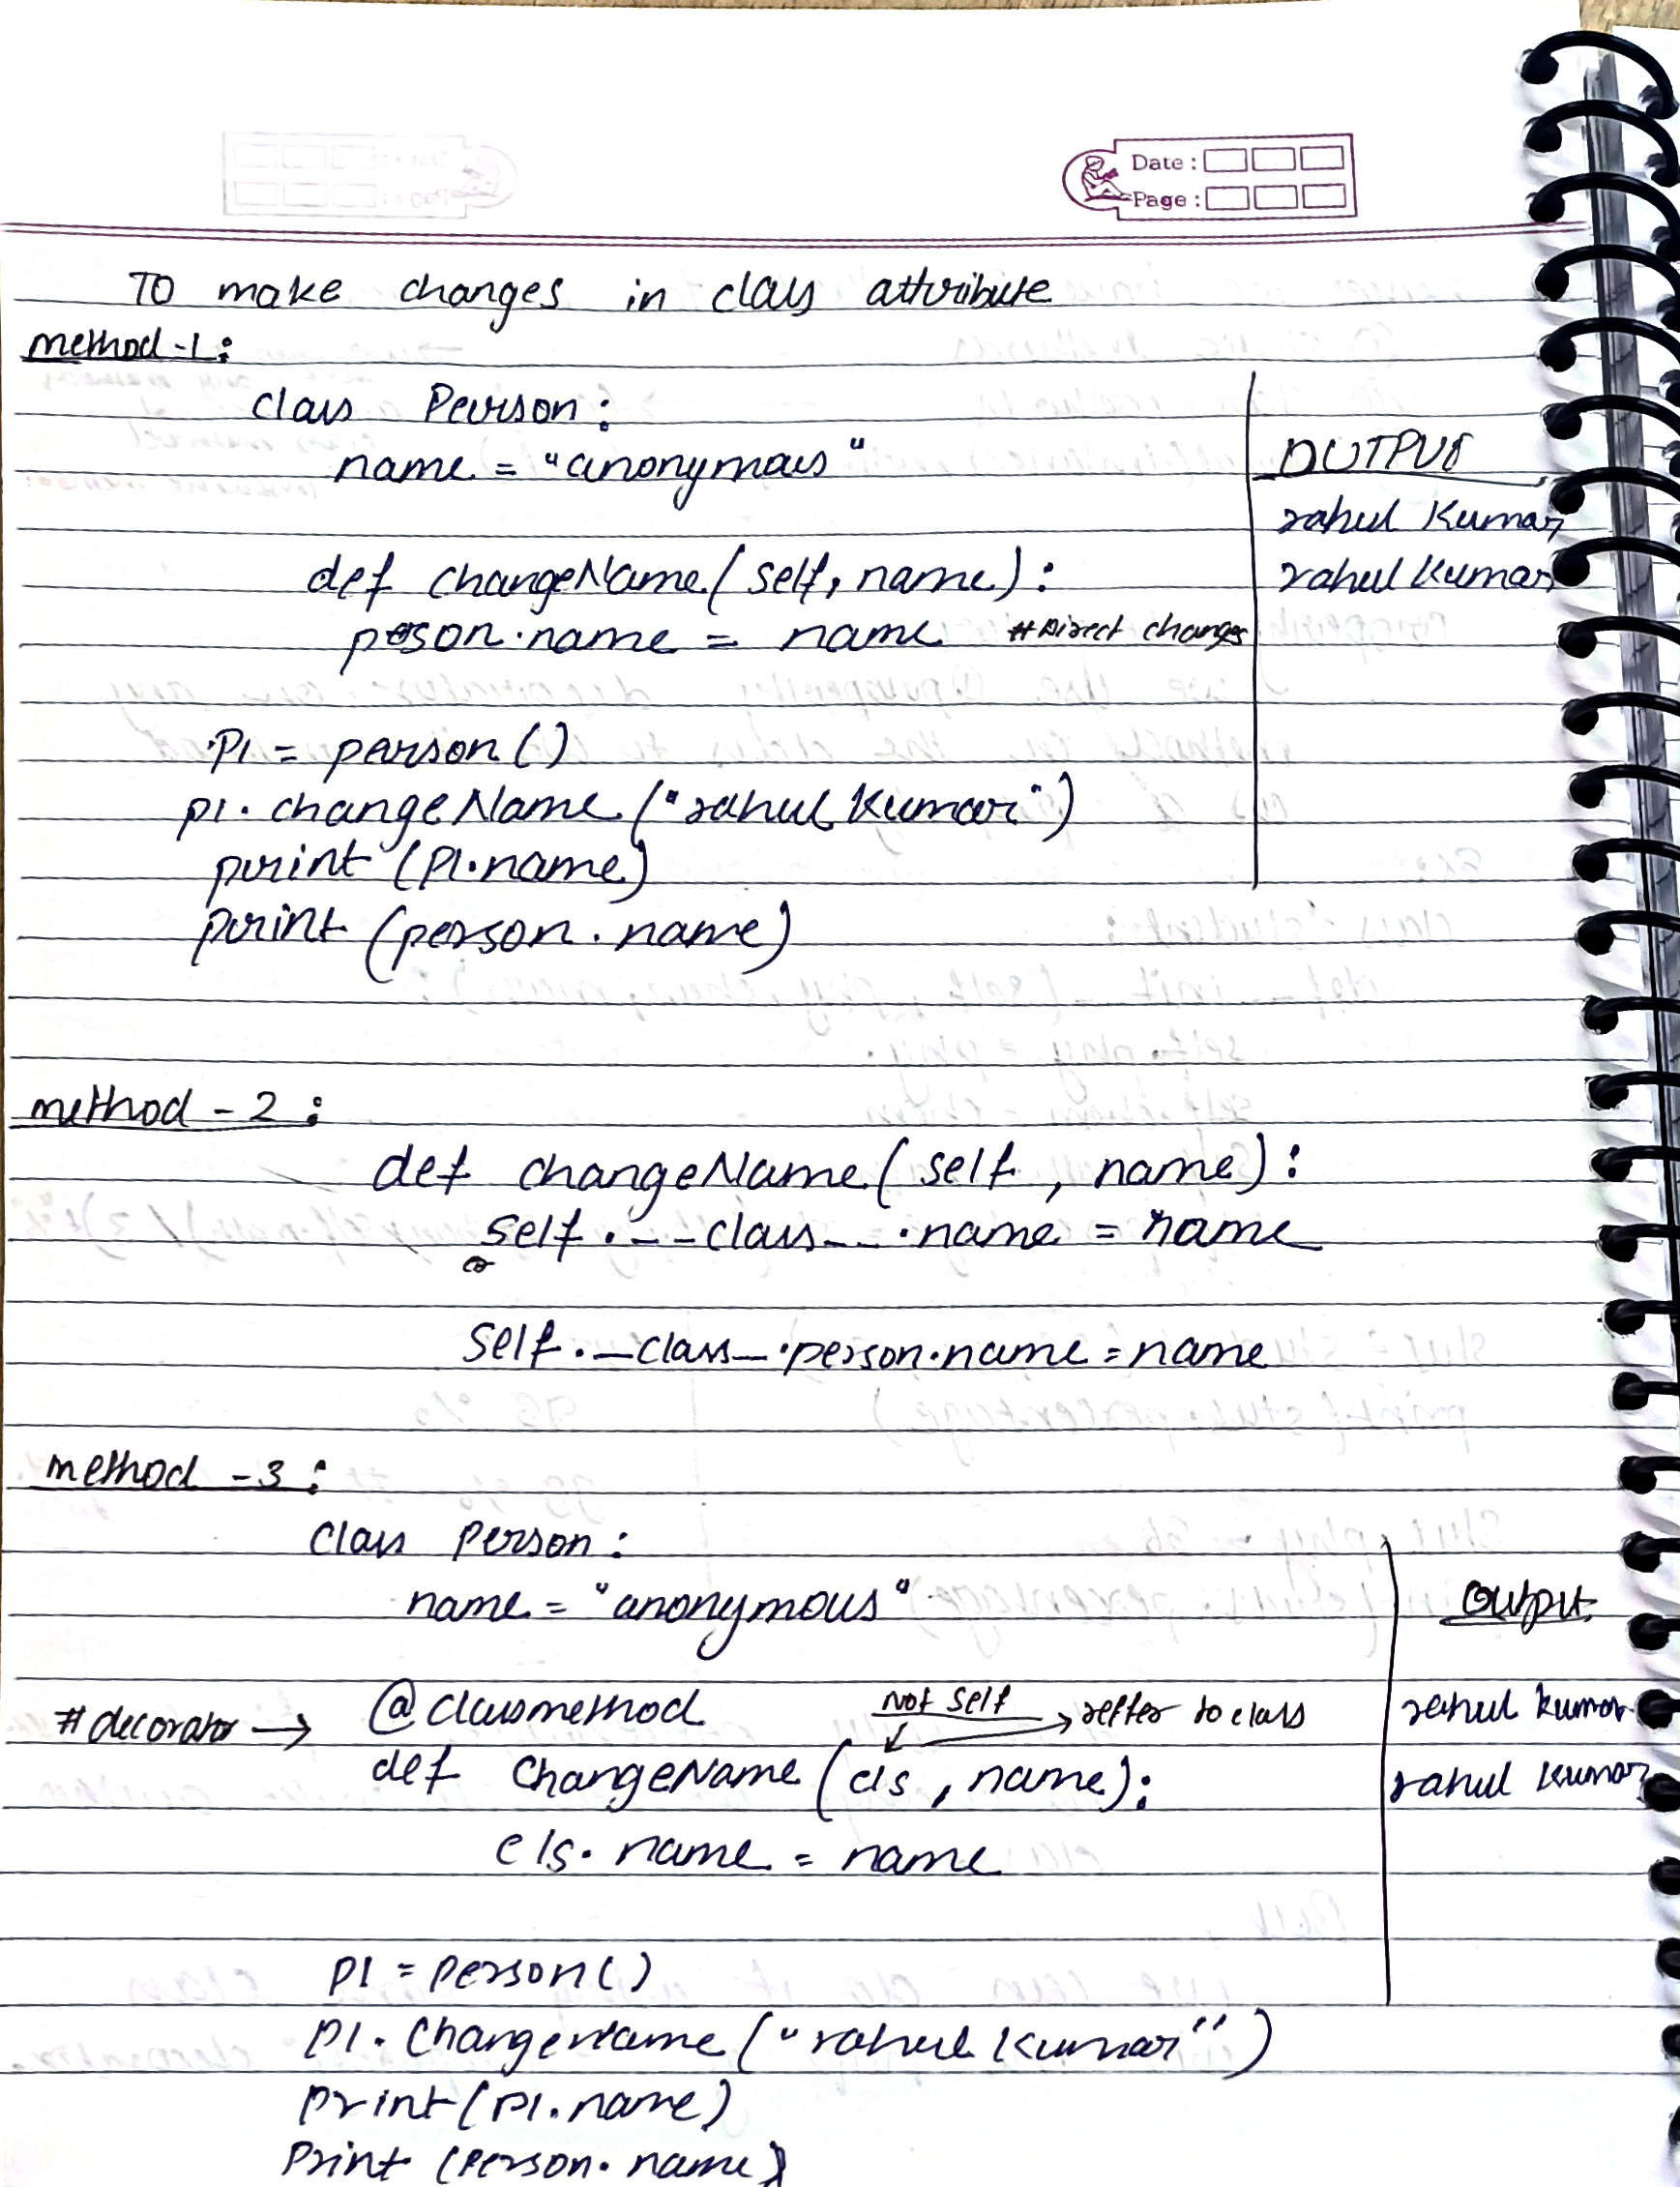 Date :
Page :
TO make changes in class attribute
method-1:
class Person:
name = "anonymous"
def changeName(self, name):
person.name = name #Direct changes
P1 = person()
p1.changeName("rahul kumar")
print(P1.name)
print(person.name)
OUTPUT
rahul Kumar
rahul kumar
method - 2 :
def changeName(self, name):
self.__class__.name = name
or
self._class_.person.name = name
method - 3 :
class Person:
name = "anonymous"
#decorator → @classmethod
Not self → reffer to class
def ChangeName(cls, name):
cls.name = name
P1 = person()
P1.ChangeName("rahul kumar")
print(P1.name)
Print (person.name)
Output
rahul kumar
rahul kumar